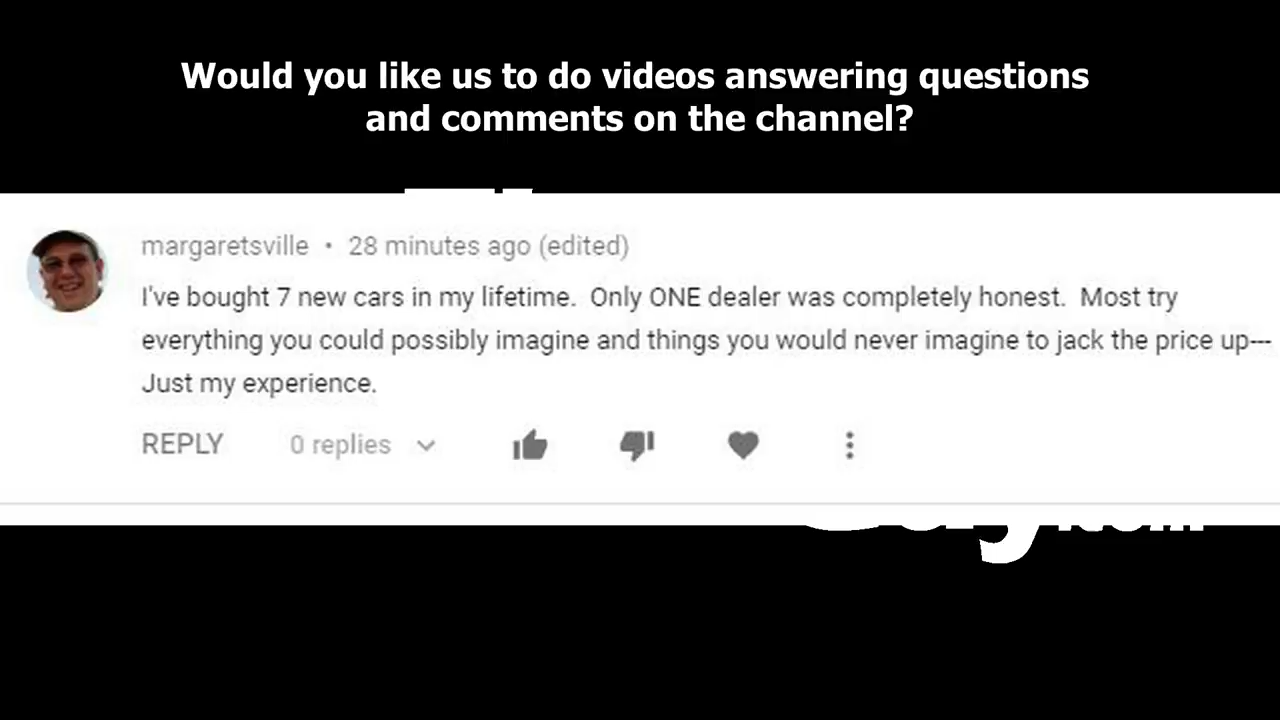 Would you like us to do videos answering questions
and comments on the channel?
margaretsville • 28 minutes ago (edited)
I've bought 7 new cars in my lifetime.  Only ONE dealer was completely honest.  Most try
everything you could possibly imagine and things you would never imagine to jack the price up---
Just my experience.
REPLY 0 replies